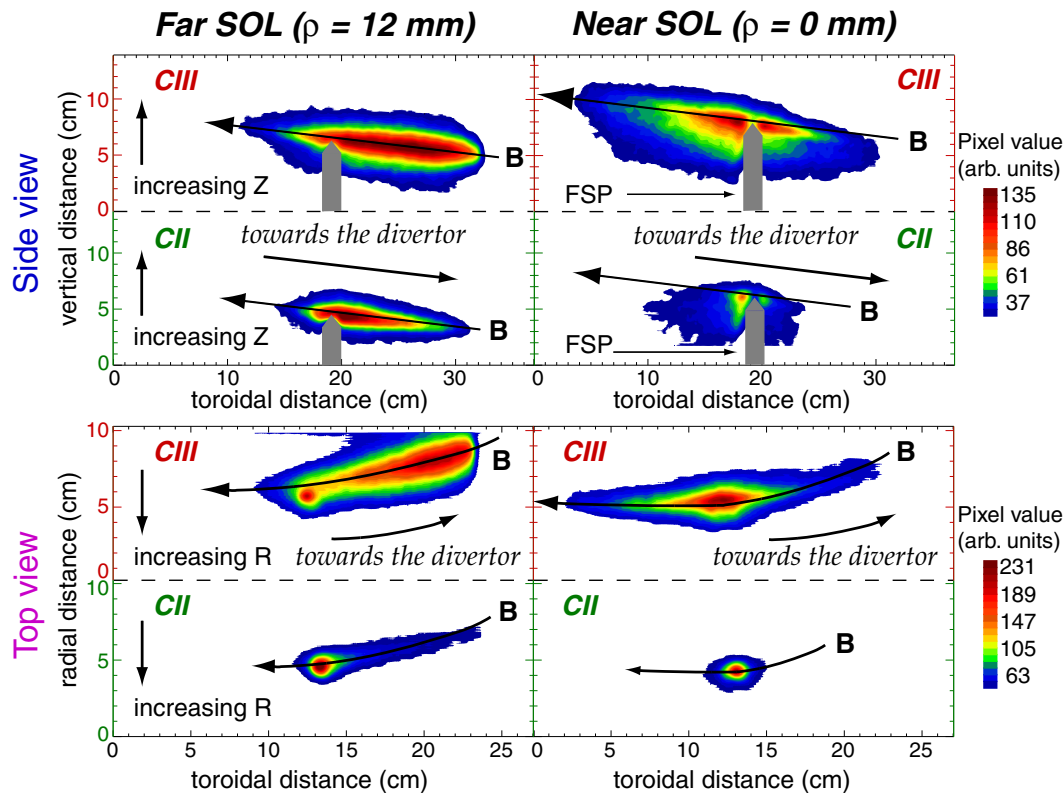 Far SOL (ρ = 12 mm)
Near SOL (ρ = 0 mm)
Side view
vertical distance (cm)
CIII
10
5
0
increasing Z
B
CIII
FSP
B
CII
towards the divertor
10
5
0
increasing Z
B
towards the divertor
CII
FSP
B
0 10 20 30
0 10 20 30
toroidal distance (cm)
toroidal distance (cm)
Pixel value
(arb. units)
135
110
86
61
37
Top view
radial distance (cm)
CIII
10
5
0
increasing R
B
towards the divertor
CIII
B
towards the divertor
CII
10
5
0
increasing R
B
CII
B
0 5 10 15 20 25
0 5 10 15 20 25
toroidal distance (cm)
toroidal distance (cm)
Pixel value
(arb. units)
231
189
147
105
63